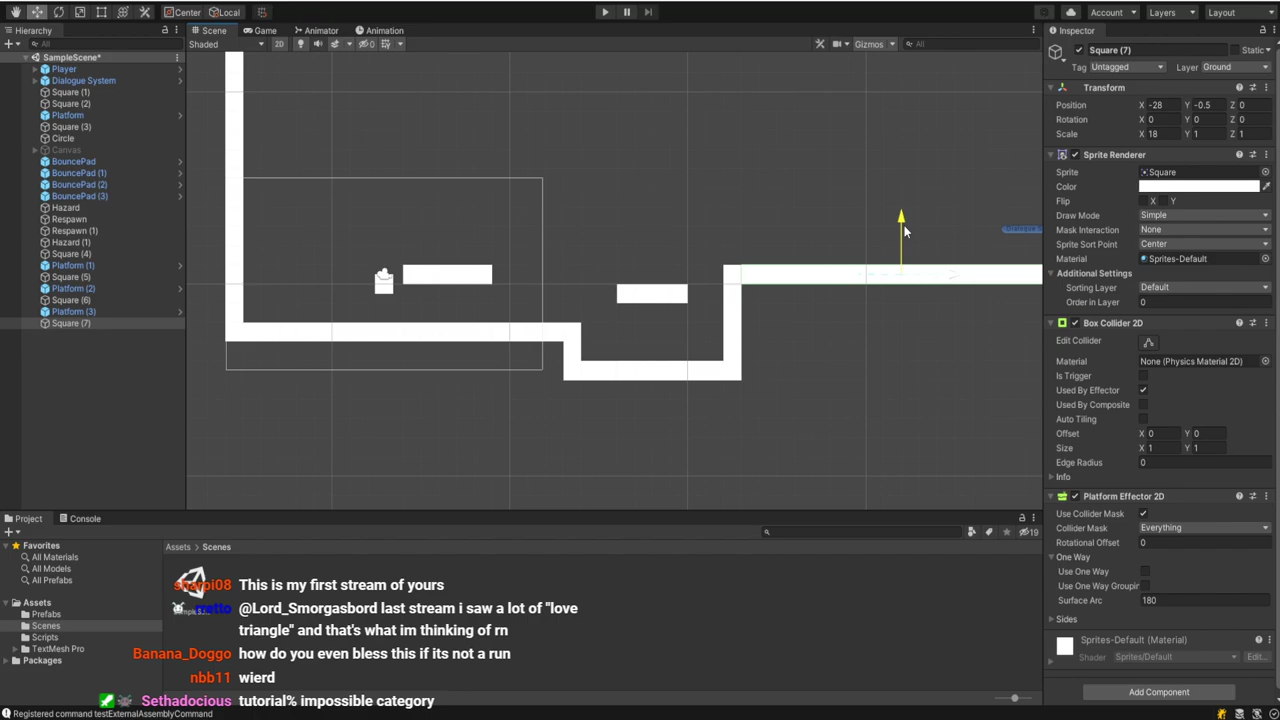 Center Local Account Layers Layout
Hierarchy Scene Game Animator Animation Inspector
All Shaded 2D 0 Gizmos All
SampleScene*
Player
Dialogue System
Square (1)
Square (2)
Platform
Square (3)
Circle
Canvas
BouncePad
BouncePad (1)
BouncePad (2)
BouncePad (3)
Hazard
Respawn
Respawn (1)
Hazard (1)
Square (4)
Platform (1)
Square (5)
Platform (2)
Square (6)
Platform (3)
Square (7)
Square (7) Static
Tag Untagged Layer Ground
Transform
Position X -28 Y -0.5 Z 0
Rotation X 0 Y 0 Z 0
Scale X 18 Y 1 Z 1
Sprite Renderer
Sprite Square
Color
Flip X Y
Draw Mode Simple
Mask Interaction None
Sprite Sort Point Center
Material Sprites-Default
Additional Settings
Sorting Layer Default
Order in Layer 0
Box Collider 2D
Edit Collider
Material None (Physics Material 2D)
Is Trigger
Used By Effector
Used By Composite
Auto Tiling
Offset X 0 Y 0
Size X 1 Y 1
Edge Radius 0
Info
Platform Effector 2D
Use Collider Mask
Collider Mask Everything
Rotational Offset 0
One Way
Use One Way
Use One Way Groupin
Surface Arc 180
Sides
Sprites-Default (Material)
Shader Sprites/Default Edit...
Add Component
Project Console
19
Favorites
All Materials
All Models
All Prefabs
Assets
Prefabs
Scenes
Scripts
TextMesh Pro
Packages
Assets > Scenes
sharpi08 This is my first stream of yours
metto @Lord_Smorgasbord last stream i saw a lot of "love
triangle" and that's what im thinking of rn
Banana_Doggo how do you even bless this if its not a run
nbb11 wierd
Sethadocious tutorial% impossible category
Registered command testExternalAssemblyCommand